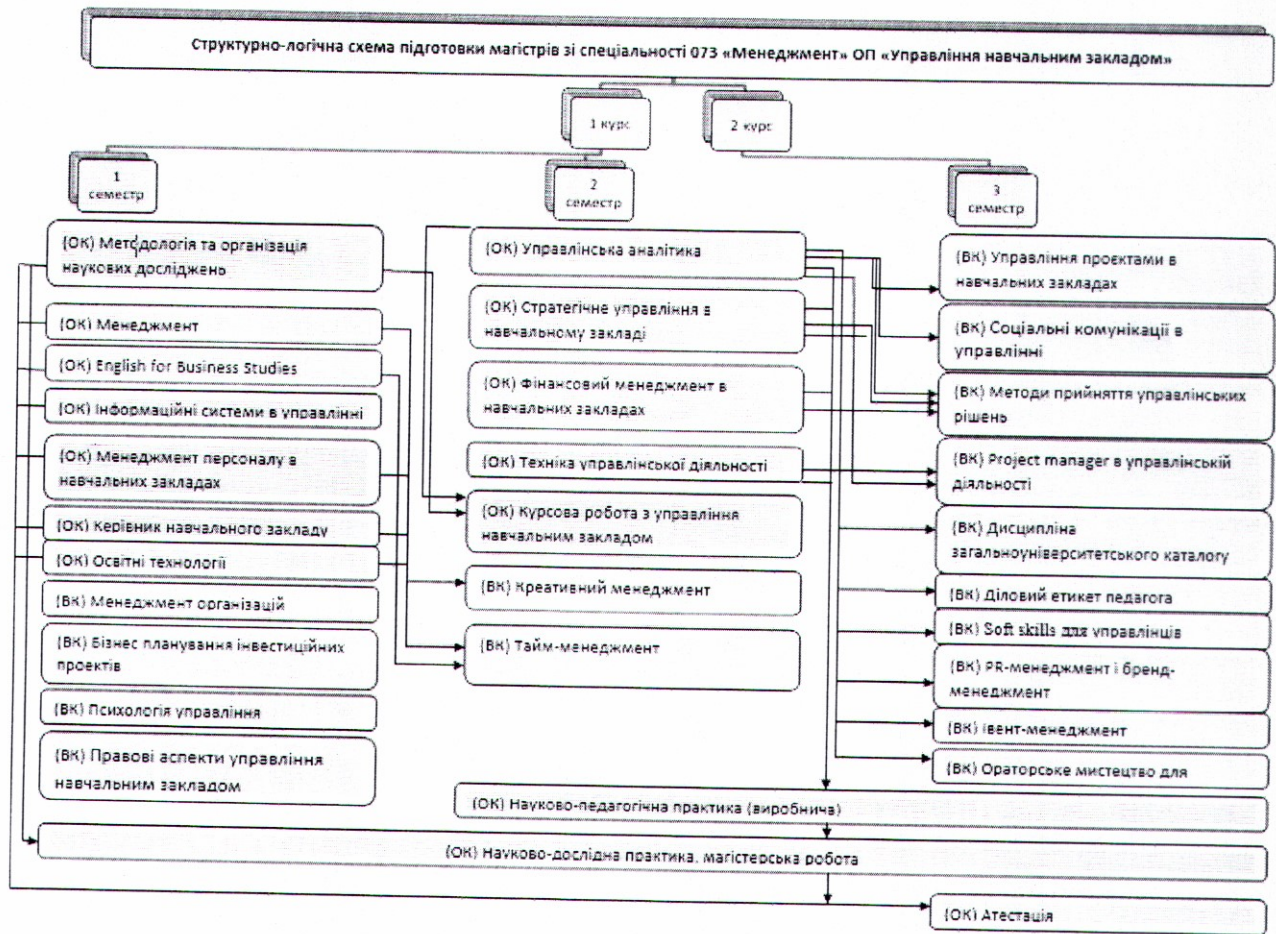 Структурно-логічна схема підготовки магістрів зі спеціальності 073 «Менеджмент» ОП «Управління навчальним закладом»
1 курс
2 курс
1
семестр
2
семестр
3
семестр
(ОК) Методологія та організація
наукових досліджень
(ОК) Менеджмент
(ОК) English for Business Studies
(ОК) Інформаційні системи в управлінні
(ОК) Менеджмент персоналу в
навчальних закладах
(ОК) Керівник навчального закладу
(ОК) Освітні технології
(ВК) Менеджмент організацій
(ВК) Бізнес планування інвестиційних
проектів
(ВК) Психологія управління
(ВК) Правові аспекти управління
навчальним закладом
(ОК) Управлінська аналітика
(ОК) Стратегічне управління в
навчальному закладі
(ОК) Фінансовий менеджмент в
навчальних закладах
(ОК) Техніка управлінської діяльності
(ОК) Курсова робота з управління
навчальним закладом
(ВК) Креативний менеджмент
(ВК) Тайм-менеджмент
(ВК) Управління проєктами в
навчальних закладах
(ВК) Соціальні комунікації в
управлінні
(ВК) Методи прийняття управлінських
рішень
(ВК) Project manager в управлінській
діяльності
(ВК) Дисципліна
загальноуніверситетського каталогу
(ВК) Діловий етикет педагога
(ВК) Soft skills для управлінців
(ВК) PR-менеджмент і бренд-
менеджмент
(ВК) Івент-менеджмент
(ВК) Ораторське мистецтво для
(ОК) Науково-педагогічна практика (виробнича)
(ОК) Науково-дослідна практика, магістерська робота
(ОК) Атестація